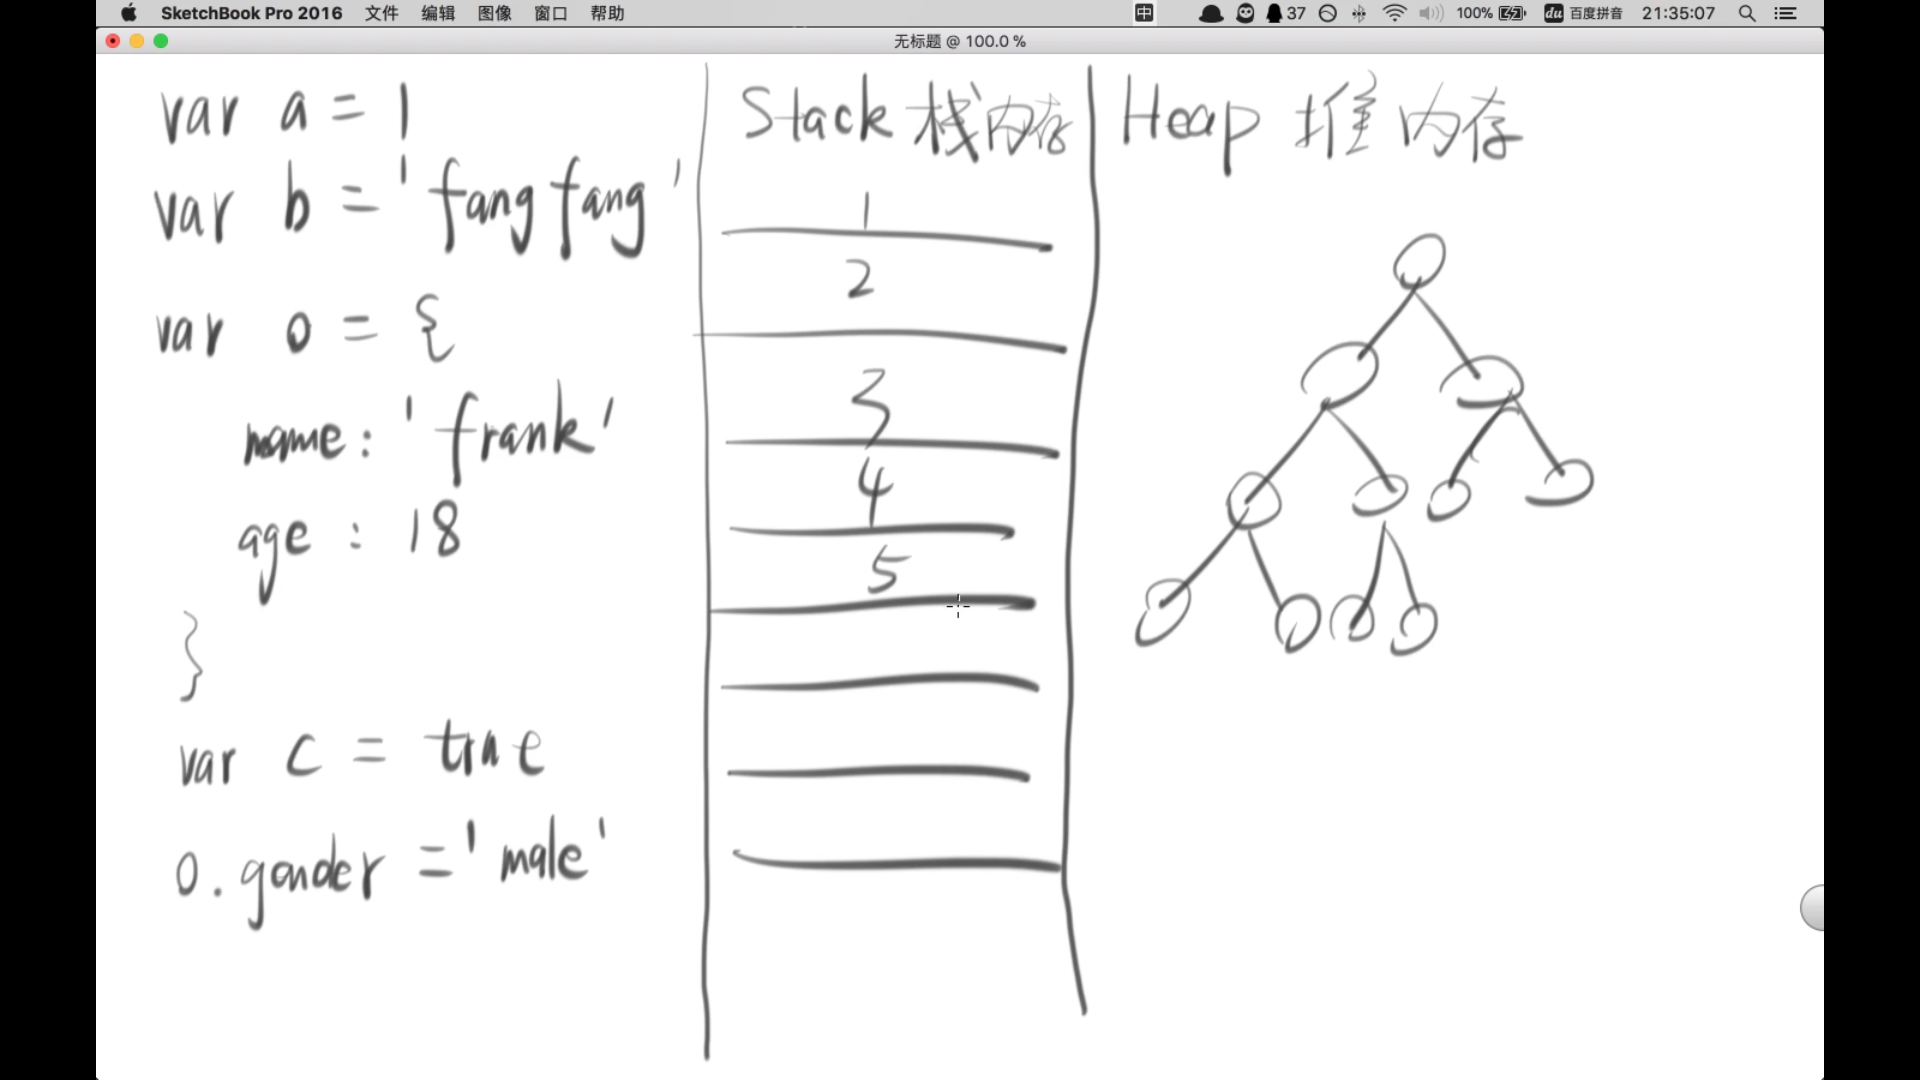 SketchBook Pro 2016 文件 编辑 图像 窗口 帮助 中 37 100% du 百度拼音 21:35:07
无标题 @ 100.0 %
var a = 1
var b = 'fangfang'
var o = {
name: 'frank'
age : 18
}
var c = true
o.gender = 'male'
Stack 栈内存
1
2
3
4
5
Heap 堆内存